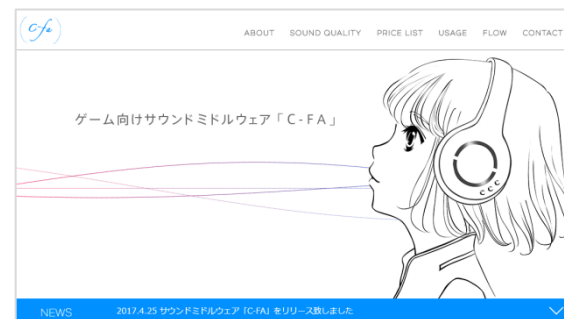 C-fa
ABOUT SOUND QUALITY PRICE LIST USAGE FLOW CONTACT
ゲーム向けサウンドミドルウェア「C-FA」
NEWS 2017.4.25 サウンドミドルウェア「C-FA」をリリース致しました